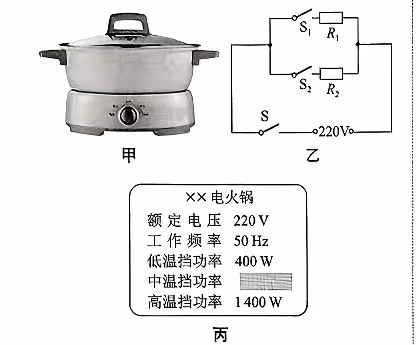 S₁ R₁
S₂ R₂
S 220V
甲 乙
×× 电火锅
额定电压 220 V
工作频率 50 Hz
低温挡功率 400 W
中温挡功率
高温挡功率 1 400 W
丙